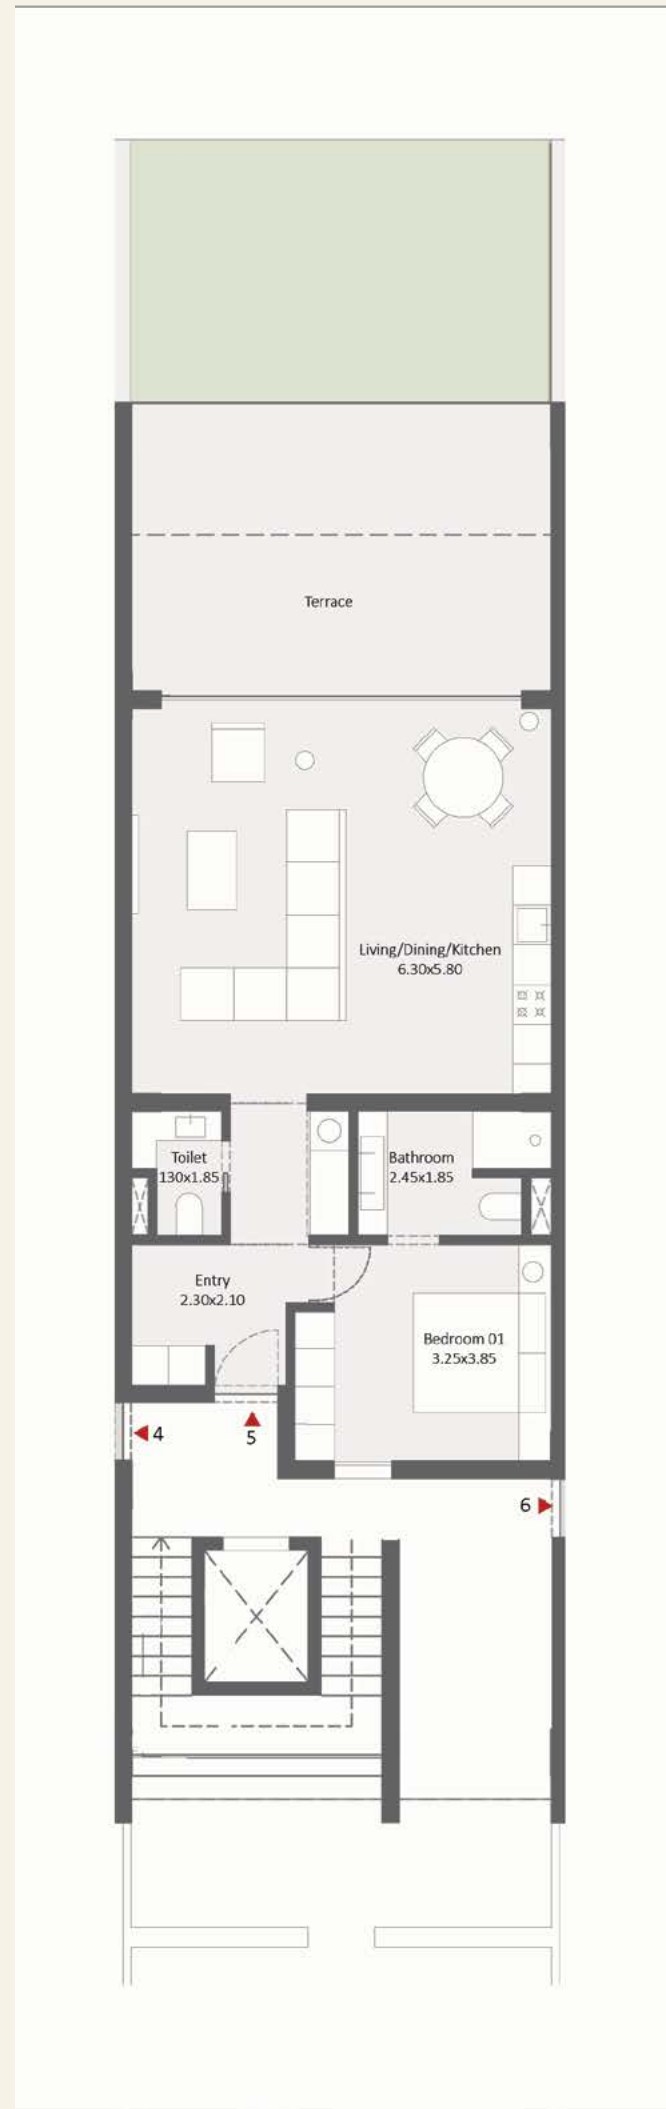 Terrace
Living/Dining/Kitchen
6.30x5.80
Toilet
130x1.85
Bathroom
2.45x1.85
Entry
2.30x2.10
Bedroom 01
3.25x3.85
4
5
6